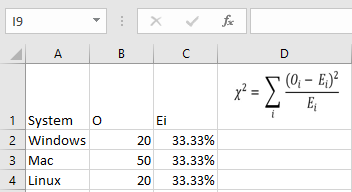 I9
fx
A B C D
1 System O Ei χ² = ∑ᵢ (Oᵢ − Eᵢ)² / Eᵢ
2 Windows 20 33.33%
3 Mac 50 33.33%
4 Linux 20 33.33%